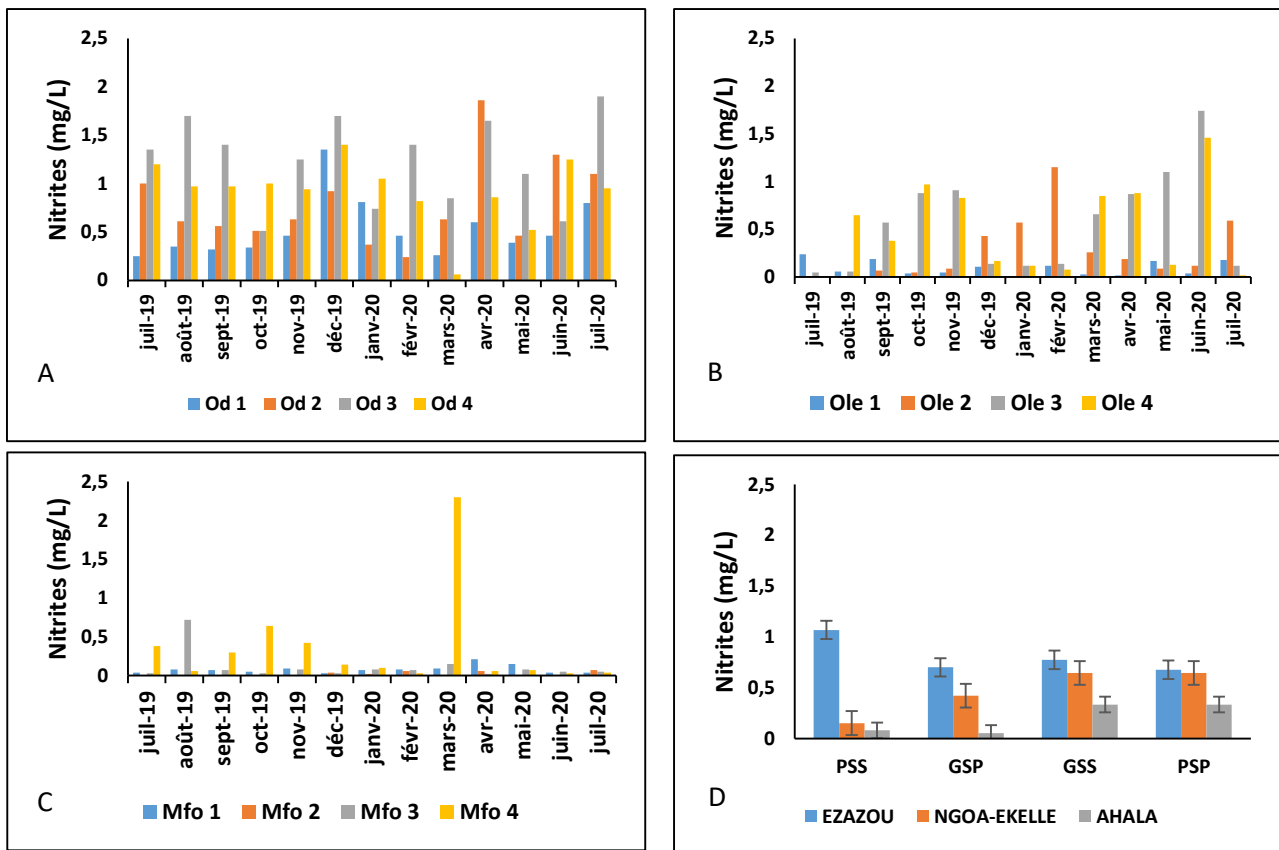 Nitrites (mg/L)
2,5
2
1,5
1
0,5
0
juil-19
août-19
sept-19
oct-19
nov-19
déc-19
janv-20
févr-20
mars-20
avr-20
mai-20
juin-20
juil-20
A
Od 1 Od 2 Od 3 Od 4
Nitrites (mg/L)
2,5
2
1,5
1
0,5
0
juil-19
août-19
sept-19
oct-19
nov-19
déc-19
janv-20
févr-20
mars-20
avr-20
mai-20
juin-20
juil-20
B
Ole 1 Ole 2 Ole 3 Ole 4
Nitrites (mg/L)
2,5
2
1,5
1
0,5
0
juil-19
août-19
sept-19
oct-19
nov-19
déc-19
janv-20
févr-20
mars-20
avr-20
mai-20
juin-20
juil-20
C
Mfo 1 Mfo 2 Mfo 3 Mfo 4
Nitrites (mg/L)
2,5
2
1,5
1
0,5
0
PSS GSP GSS PSP
D
EZAZOU NGOA-EKELLE AHALA